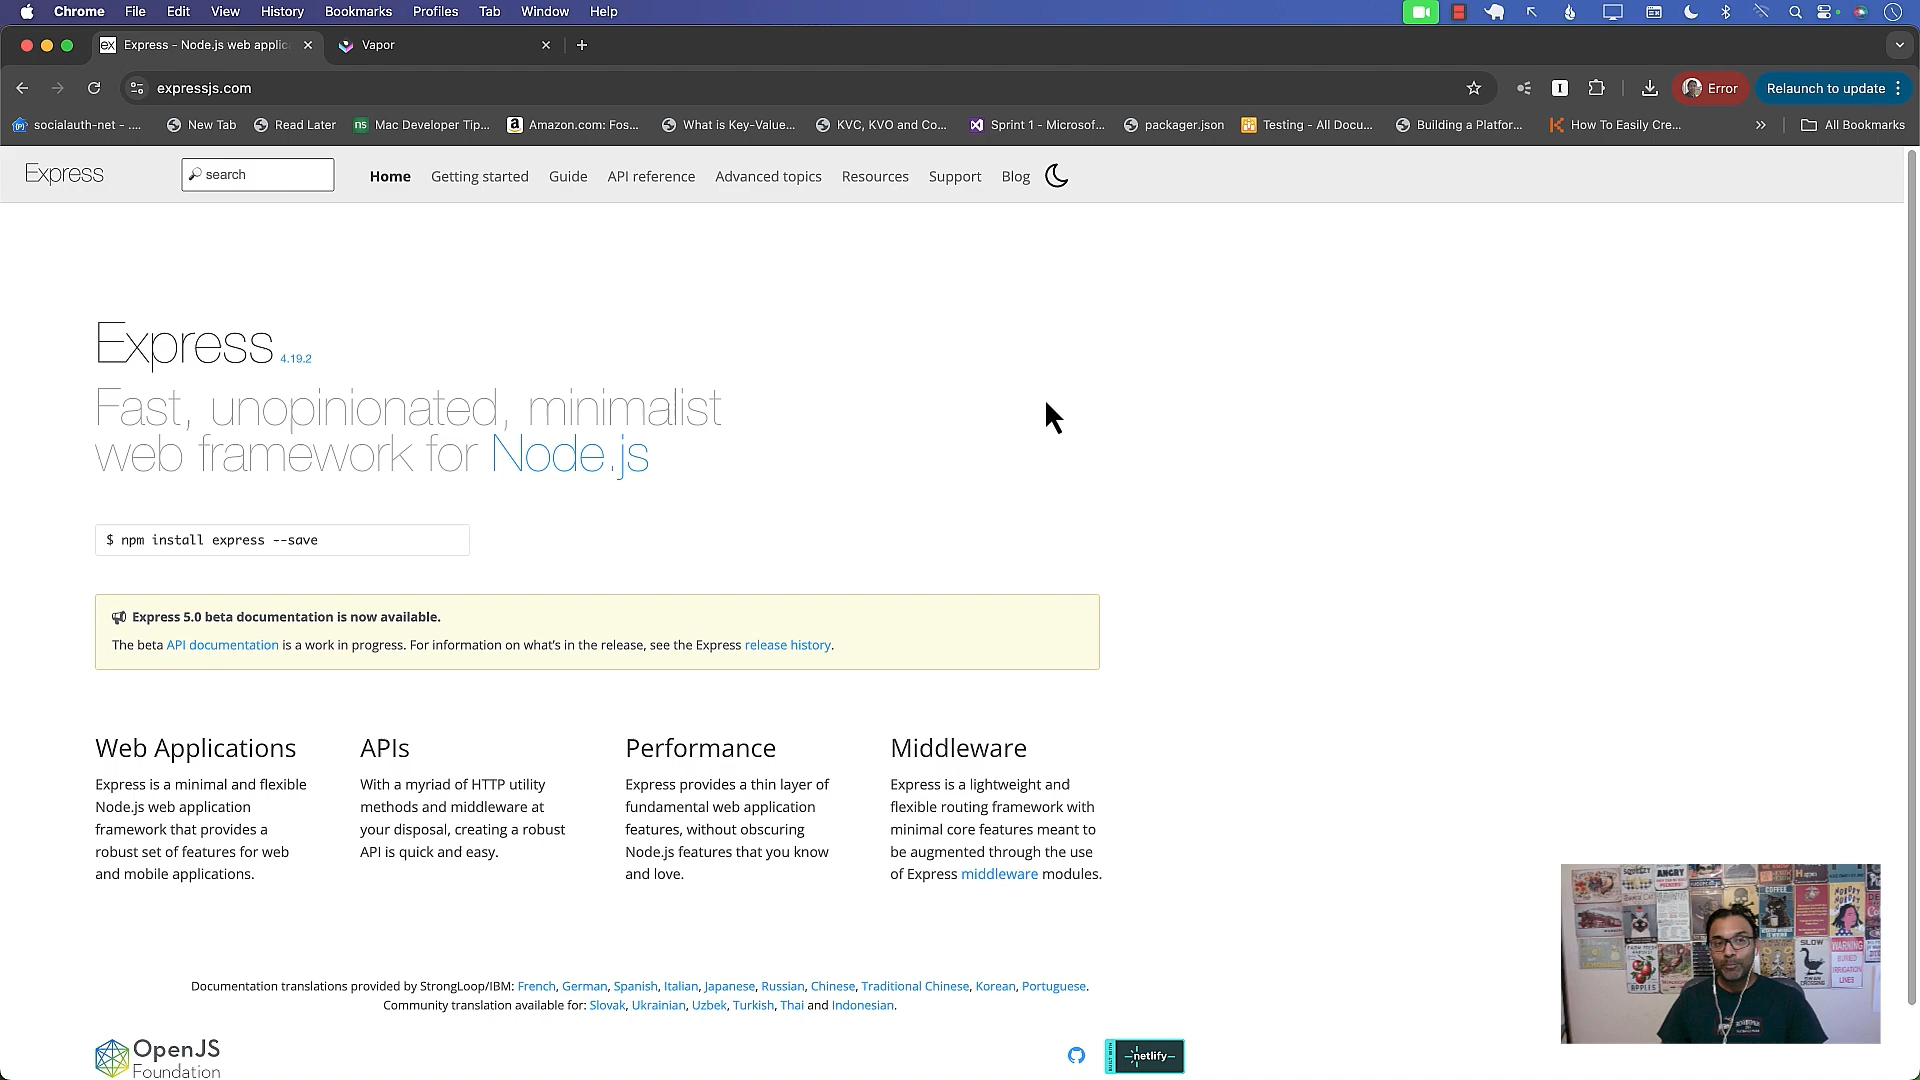 Chrome File Edit View History Bookmarks Profiles Tab Window Help
Express - Node.js web applic
Vapor
expressjs.com
Error
Relaunch to update
socialauth-net - ....
New Tab
Read Later
Mac Developer Tip...
Amazon.com: Fos...
What is Key-Value...
KVC, KVO and Co...
Sprint 1 - Microsof...
packager.json
Testing - All Docu...
Building a Platfor...
How To Easily Cre...
All Bookmarks
Express
search
Home Getting started Guide API reference Advanced topics Resources Support Blog
Express 4.19.2
Fast, unopinionated, minimalist
web framework for Node.js
$ npm install express --save
Express 5.0 beta documentation is now available.
The beta API documentation is a work in progress. For information on what's in the release, see the Express release history.
Web Applications
Express is a minimal and flexible
Node.js web application
framework that provides a
robust set of features for web
and mobile applications.
APIs
With a myriad of HTTP utility
methods and middleware at
your disposal, creating a robust
API is quick and easy.
Performance
Express provides a thin layer of
fundamental web application
features, without obscuring
Node.js features that you know
and love.
Middleware
Express is a lightweight and
flexible routing framework with
minimal core features meant to
be augmented through the use
of Express middleware modules.
Documentation translations provided by StrongLoop/IBM: French, German, Spanish, Italian, Japanese, Russian, Chinese, Traditional Chinese, Korean, Portuguese.
Community translation available for: Slovak, Ukrainian, Uzbek, Turkish, Thai and Indonesian.
OpenJS
Foundation
netlify
ANGRY
COFFEE
NOBODY
APPLES
SLOW
WARNING
BURIED
IRRIGATION
LINES